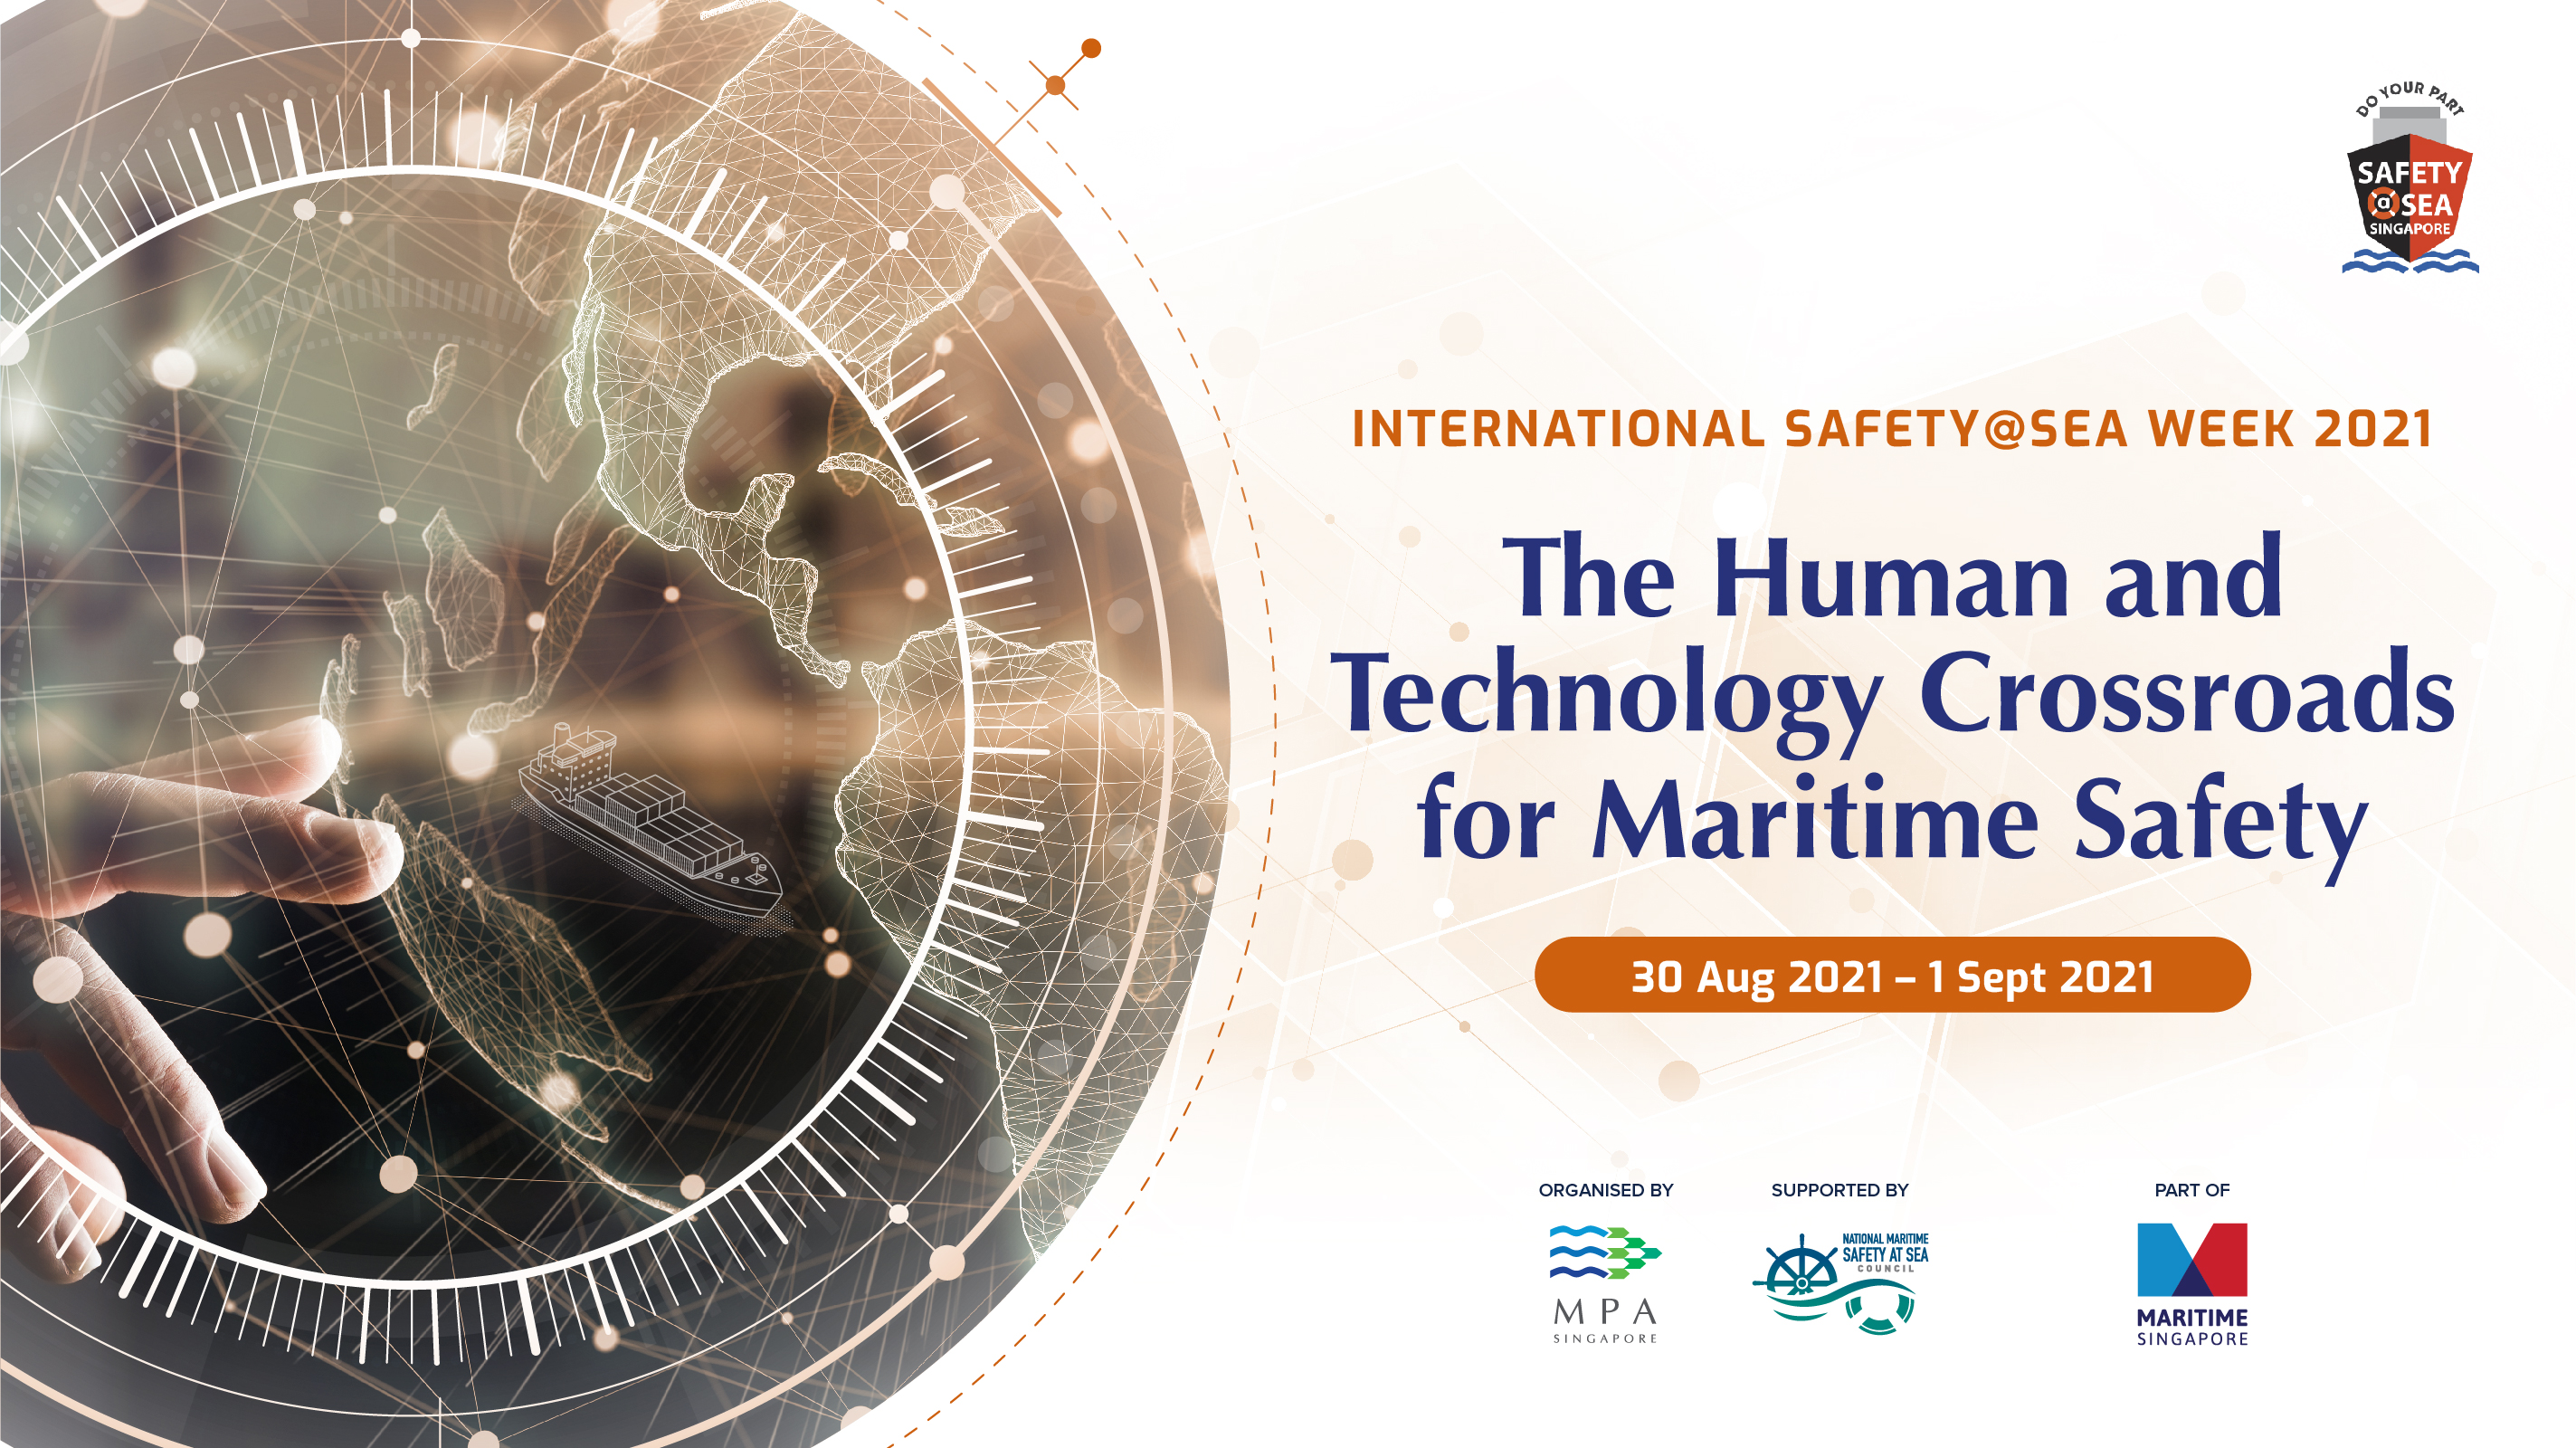 DO YOUR PART
SAFETY
@SEA
SINGAPORE
INTERNATIONAL SAFETY@SEA WEEK 2021
The Human and
Technology Crossroads
for Maritime Safety
30 Aug 2021 – 1 Sept 2021
ORGANISED BY
MPA
SINGAPORE
SUPPORTED BY
NATIONAL MARITIME
SAFETY AT SEA
COUNCIL
PART OF
MARITIME
SINGAPORE